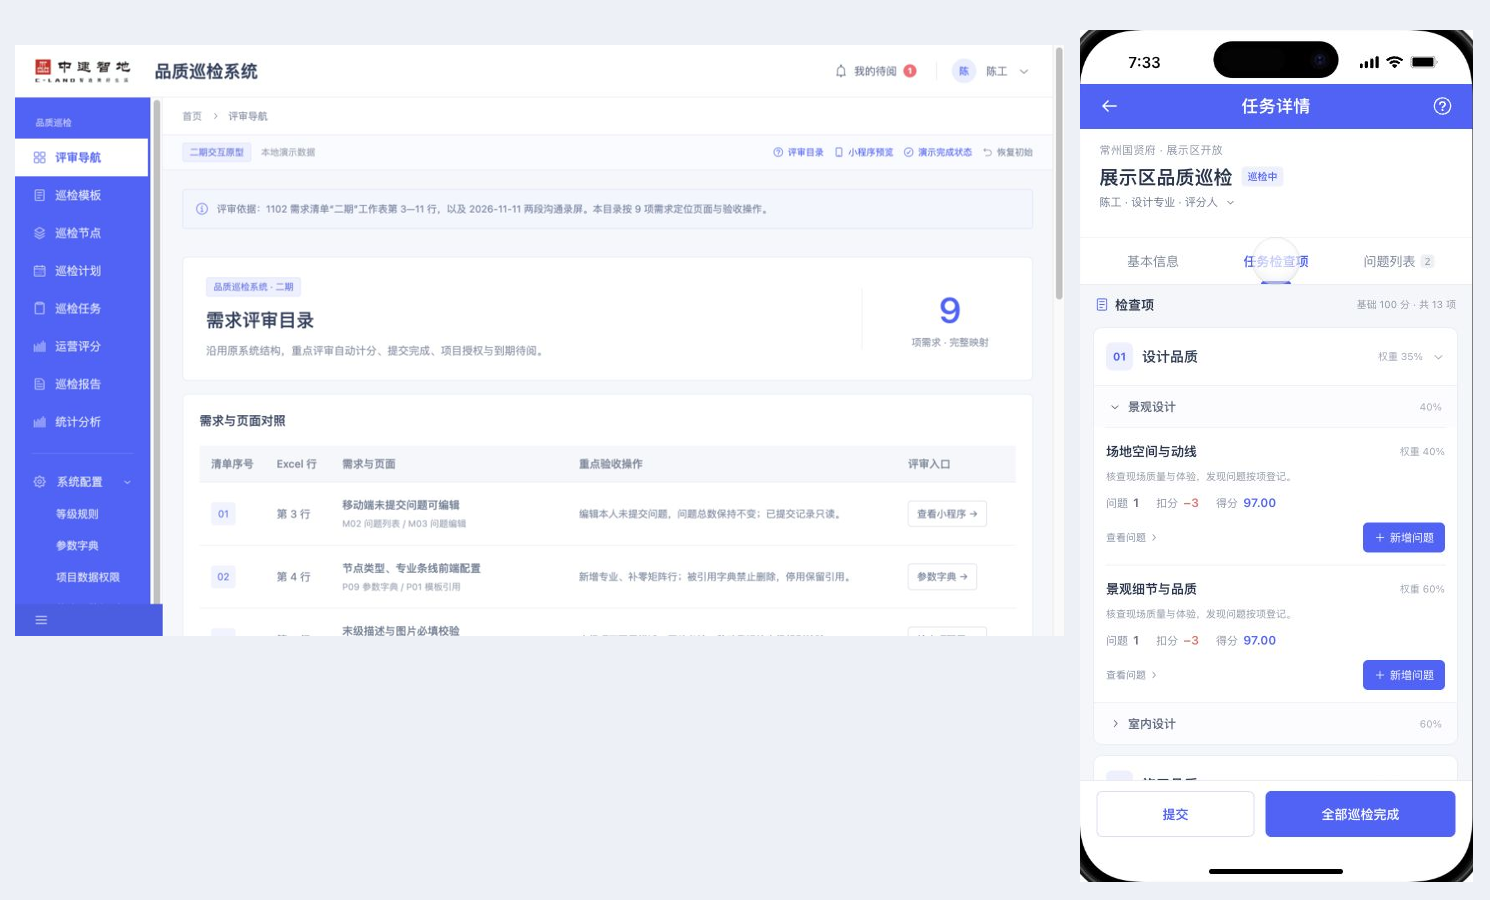 中建智地
C-LAND
品质巡检系统
我的待阅 1
陈 陈工
品质巡检
评审导航
巡检模板
巡检节点
巡检计划
巡检任务
运营评分
巡检报告
统计分析
系统配置
等级规则
参数字典
项目数据权限
首页 > 评审导航
二期交互原型 本地演示数据
评审目录 小程序预览 演示完成状态 恢复初始
评审依据：1102 需求清单“二期”工作表第 3—11 行，以及 2026-11-11 两段沟通录屏。本目录按 9 项需求定位页面与验收操作。
品质巡检系统 · 二期
需求评审目录
沿用原系统结构，重点评审自动计分、提交完成、项目授权与到期待阅。
9
项需求 · 完整映射
需求与页面对照
清单序号 Excel 行 需求与页面 重点验收操作 评审入口
01 第 3 行 移动端未提交问题可编辑 编辑本人未提交问题，问题总数保持不变；已提交记录只读。 查看小程序 →
M02 问题列表 / M03 问题编辑
02 第 4 行 节点类型、专业条线前端配置 新增专业、补零矩阵行；被引用字典禁止删除，停用保留引用。 参数字典 →
P09 参数字典 / P01 模板引用
末级描述与图片必填校验
7:33
任务详情
常州国贤府 · 展示区开放
展示区品质巡检 巡检中
陈工 · 设计专业 · 评分人
基本信息 任务检查项 问题列表 2
检查项 基础 100 分 · 共 13 项
01 设计品质 权重 35%
景观设计 40%
场地空间与动线 权重 40%
核查现场质量与体验，发现问题按项登记。
问题 1 扣分 −3 得分 97.00
查看问题 > + 新增问题
景观细节与品质 权重 60%
核查现场质量与体验，发现问题按项登记。
问题 1 扣分 −3 得分 97.00
查看问题 > + 新增问题
室内设计 60%
提交 全部巡检完成